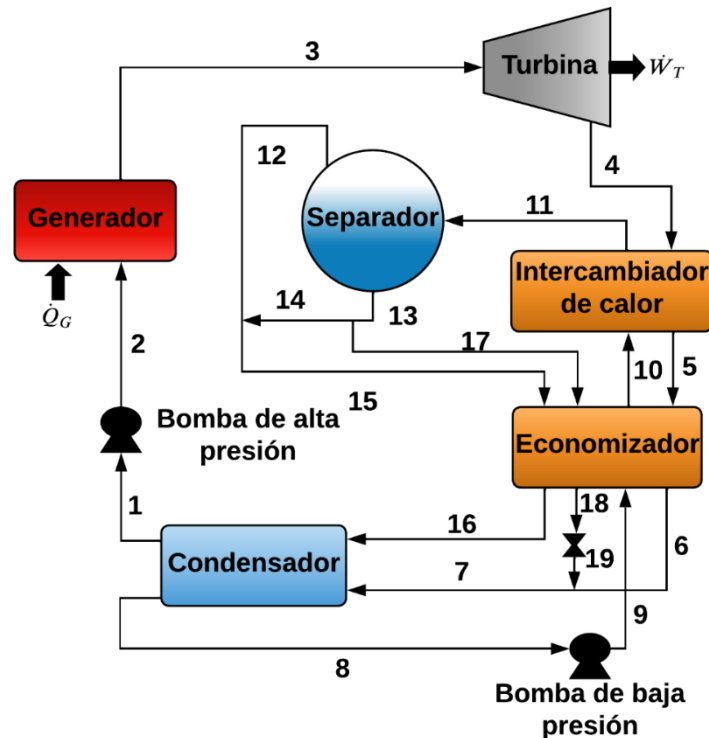 3
Turbina
Ẇ_T
12
4
Generador
Separador
11
Intercambiador
de calor
14
13
Q̇_G
2
17
10
5
15
Bomba de alta
presión
Economizador
1
16
18
Condensador
7
19
6
9
8
Bomba de baja
presión